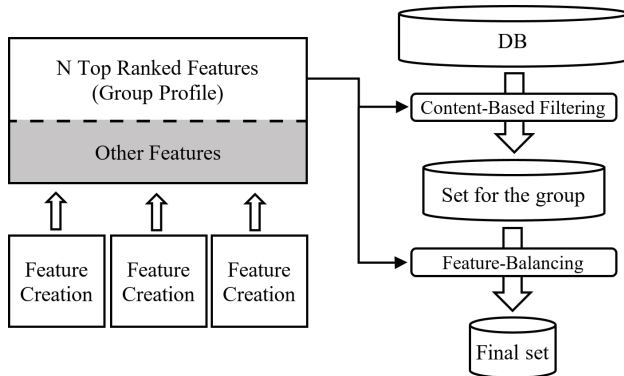 N Top Ranked Features
(Group Profile)
Other Features
Feature
Creation
Feature
Creation
Feature
Creation
DB
Content-Based Filtering
Set for the group
Feature-Balancing
Final set